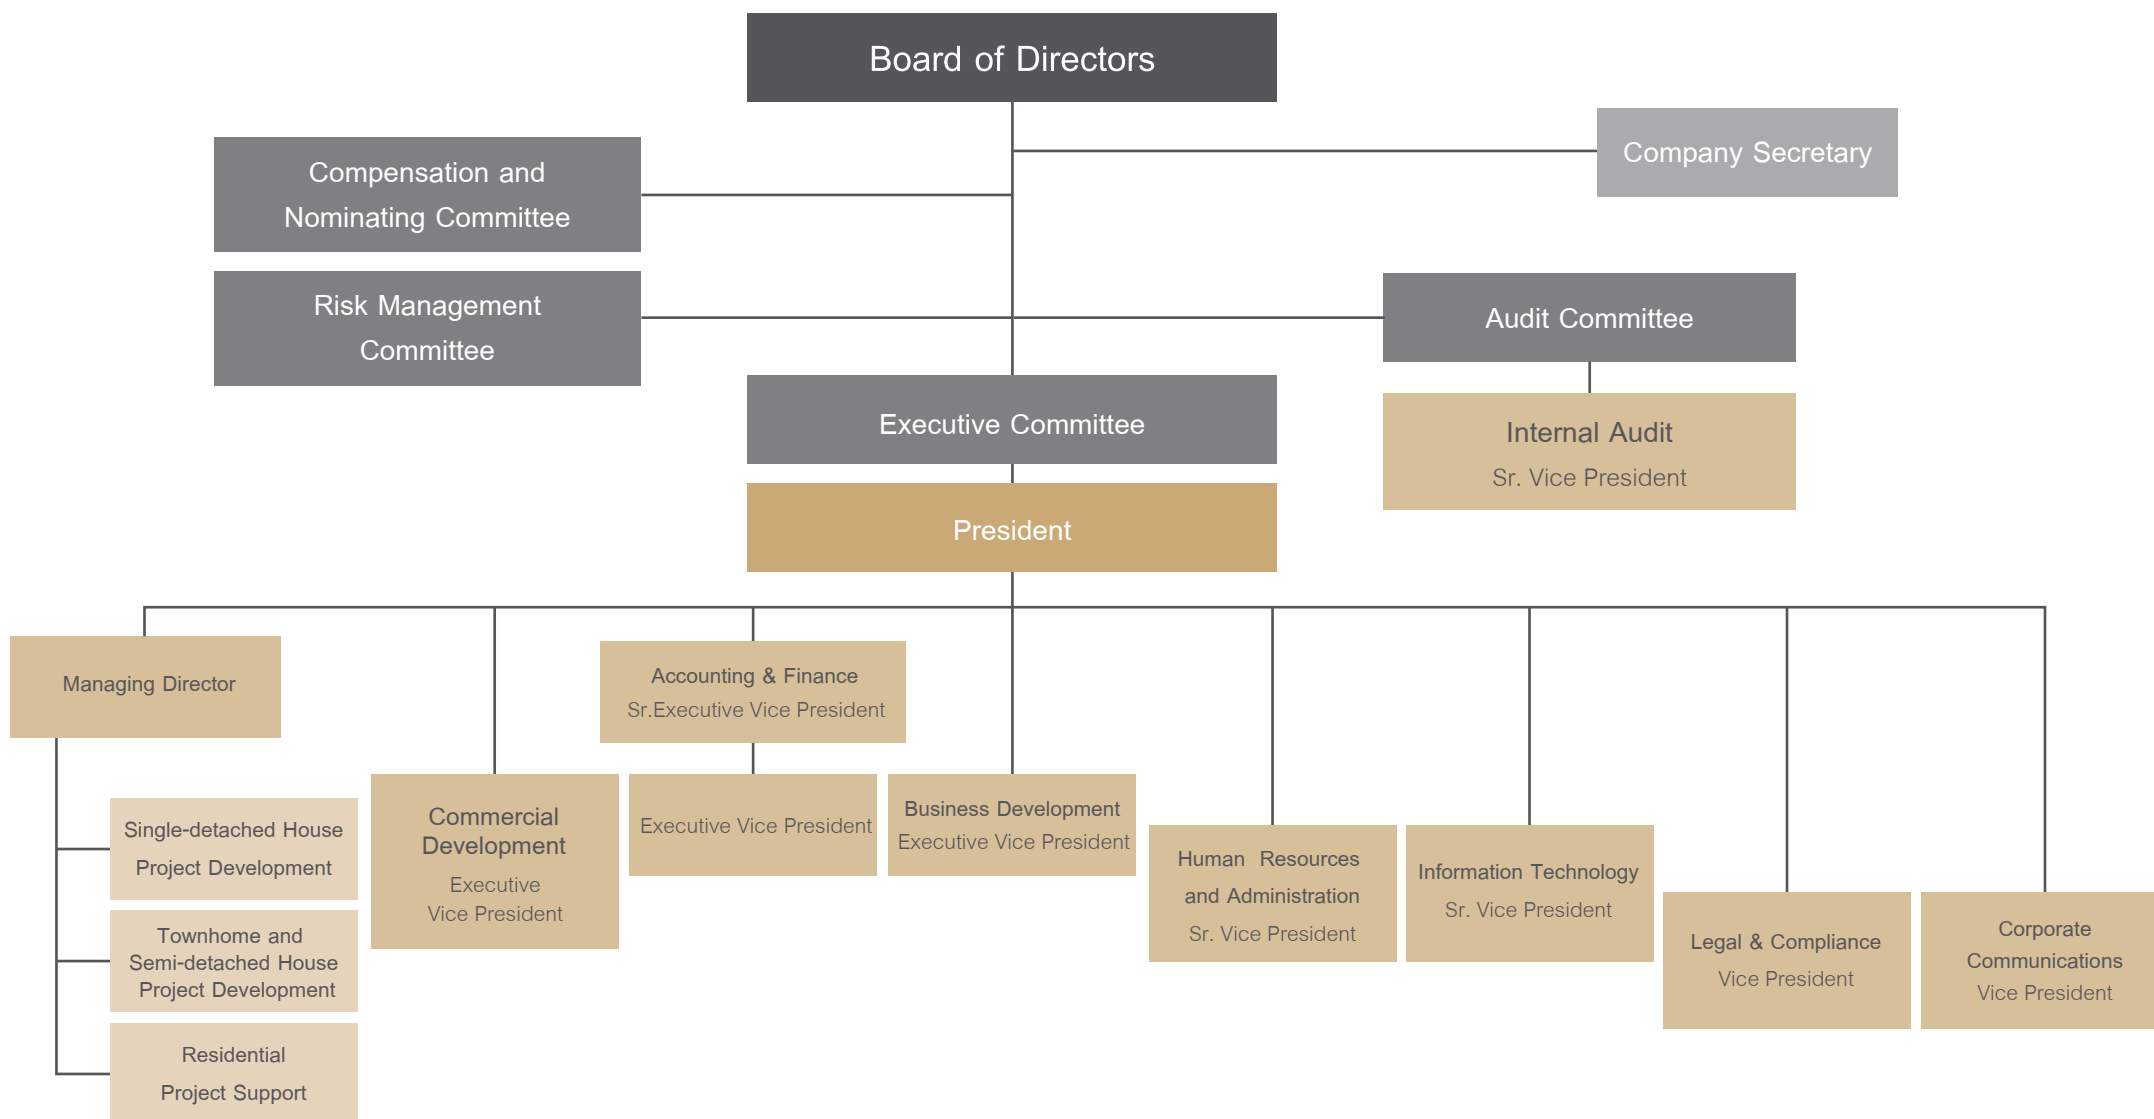 Board of Directors
Company Secretary
Compensation and
Nominating Committee
Risk Management
Committee
Audit Committee
Executive Committee
Internal Audit
Sr. Vice President
President
Managing Director
Accounting & Finance
Sr.Executive Vice President
Single-detached House
Project Development
Townhome and
Semi-detached House
Project Development
Residential
Project Support
Commercial
Development
Executive
Vice President
Executive Vice President
Business Development
Executive Vice President
Human Resources
and Administration
Sr. Vice President
Information Technology
Sr. Vice President
Legal & Compliance
Vice President
Corporate
Communications
Vice President